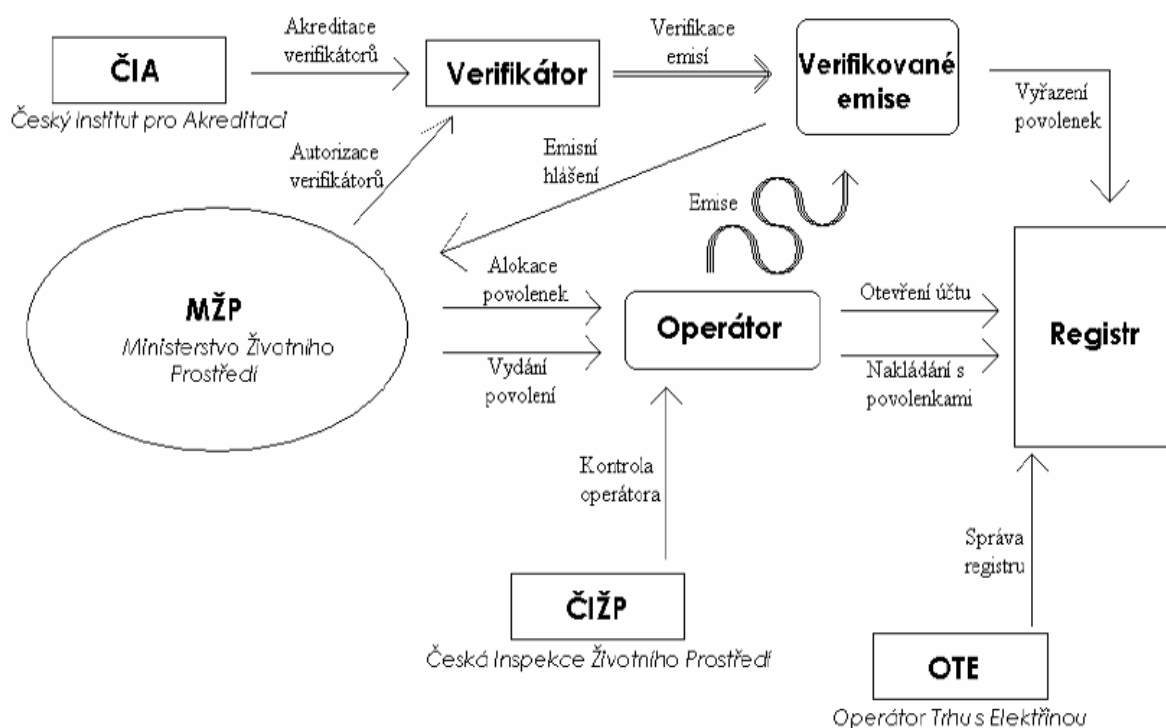 Akreditace
verifikátorů
ČIA
Český Institut pro Akreditaci
Verifikátor
Verifikace
emisí
Verifikované
emise
Vyřazení
povolenek
Autorizace
verifikátorů
Emisní
hlášení
Emise
MŽP
Ministerstvo Životního
Prostředí
Alokace
povolenek
Vydání
povolení
Operátor
Otevření účtu
Nakládání s
povolenkami
Registr
Kontrola
operátora
Správa
registru
ČIŽP
Česká Inspekce Životního Prostředí
OTE
Operátor Trhu s Elektřinou